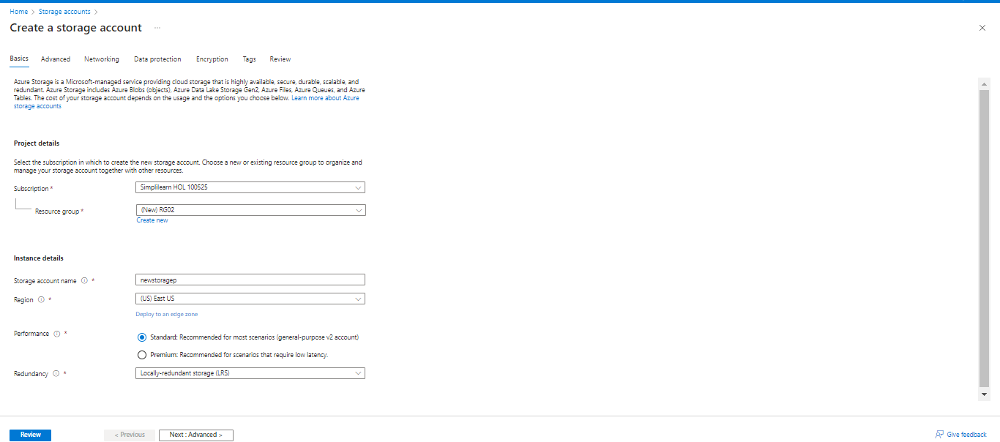 Home > Storage accounts >
Create a storage account ...
Basics Advanced Networking Data protection Encryption Tags Review
Azure Storage is a Microsoft-managed service providing cloud storage that is highly available, secure, durable, scalable, and
redundant. Azure Storage includes Azure Blobs (objects), Azure Data Lake Storage Gen2, Azure Files, Azure Queues, and Azure
Tables. The cost of your storage account depends on the usage and the options you choose below. Learn more about Azure
storage accounts
Project details
Select the subscription in which to create the new storage account. Choose a new or existing resource group to organize and
manage your storage account together with other resources.
Subscription * Simplilearn HOL 100525
Resource group * (New) RG02
Create new
Instance details
Storage account name * newstoragep
Region * (US) East US
Deploy to an edge zone
Performance * Standard: Recommended for most scenarios (general-purpose v2 account)
Premium: Recommended for scenarios that require low latency.
Redundancy * Locally-redundant storage (LRS)
Review < Previous Next : Advanced > Give feedback